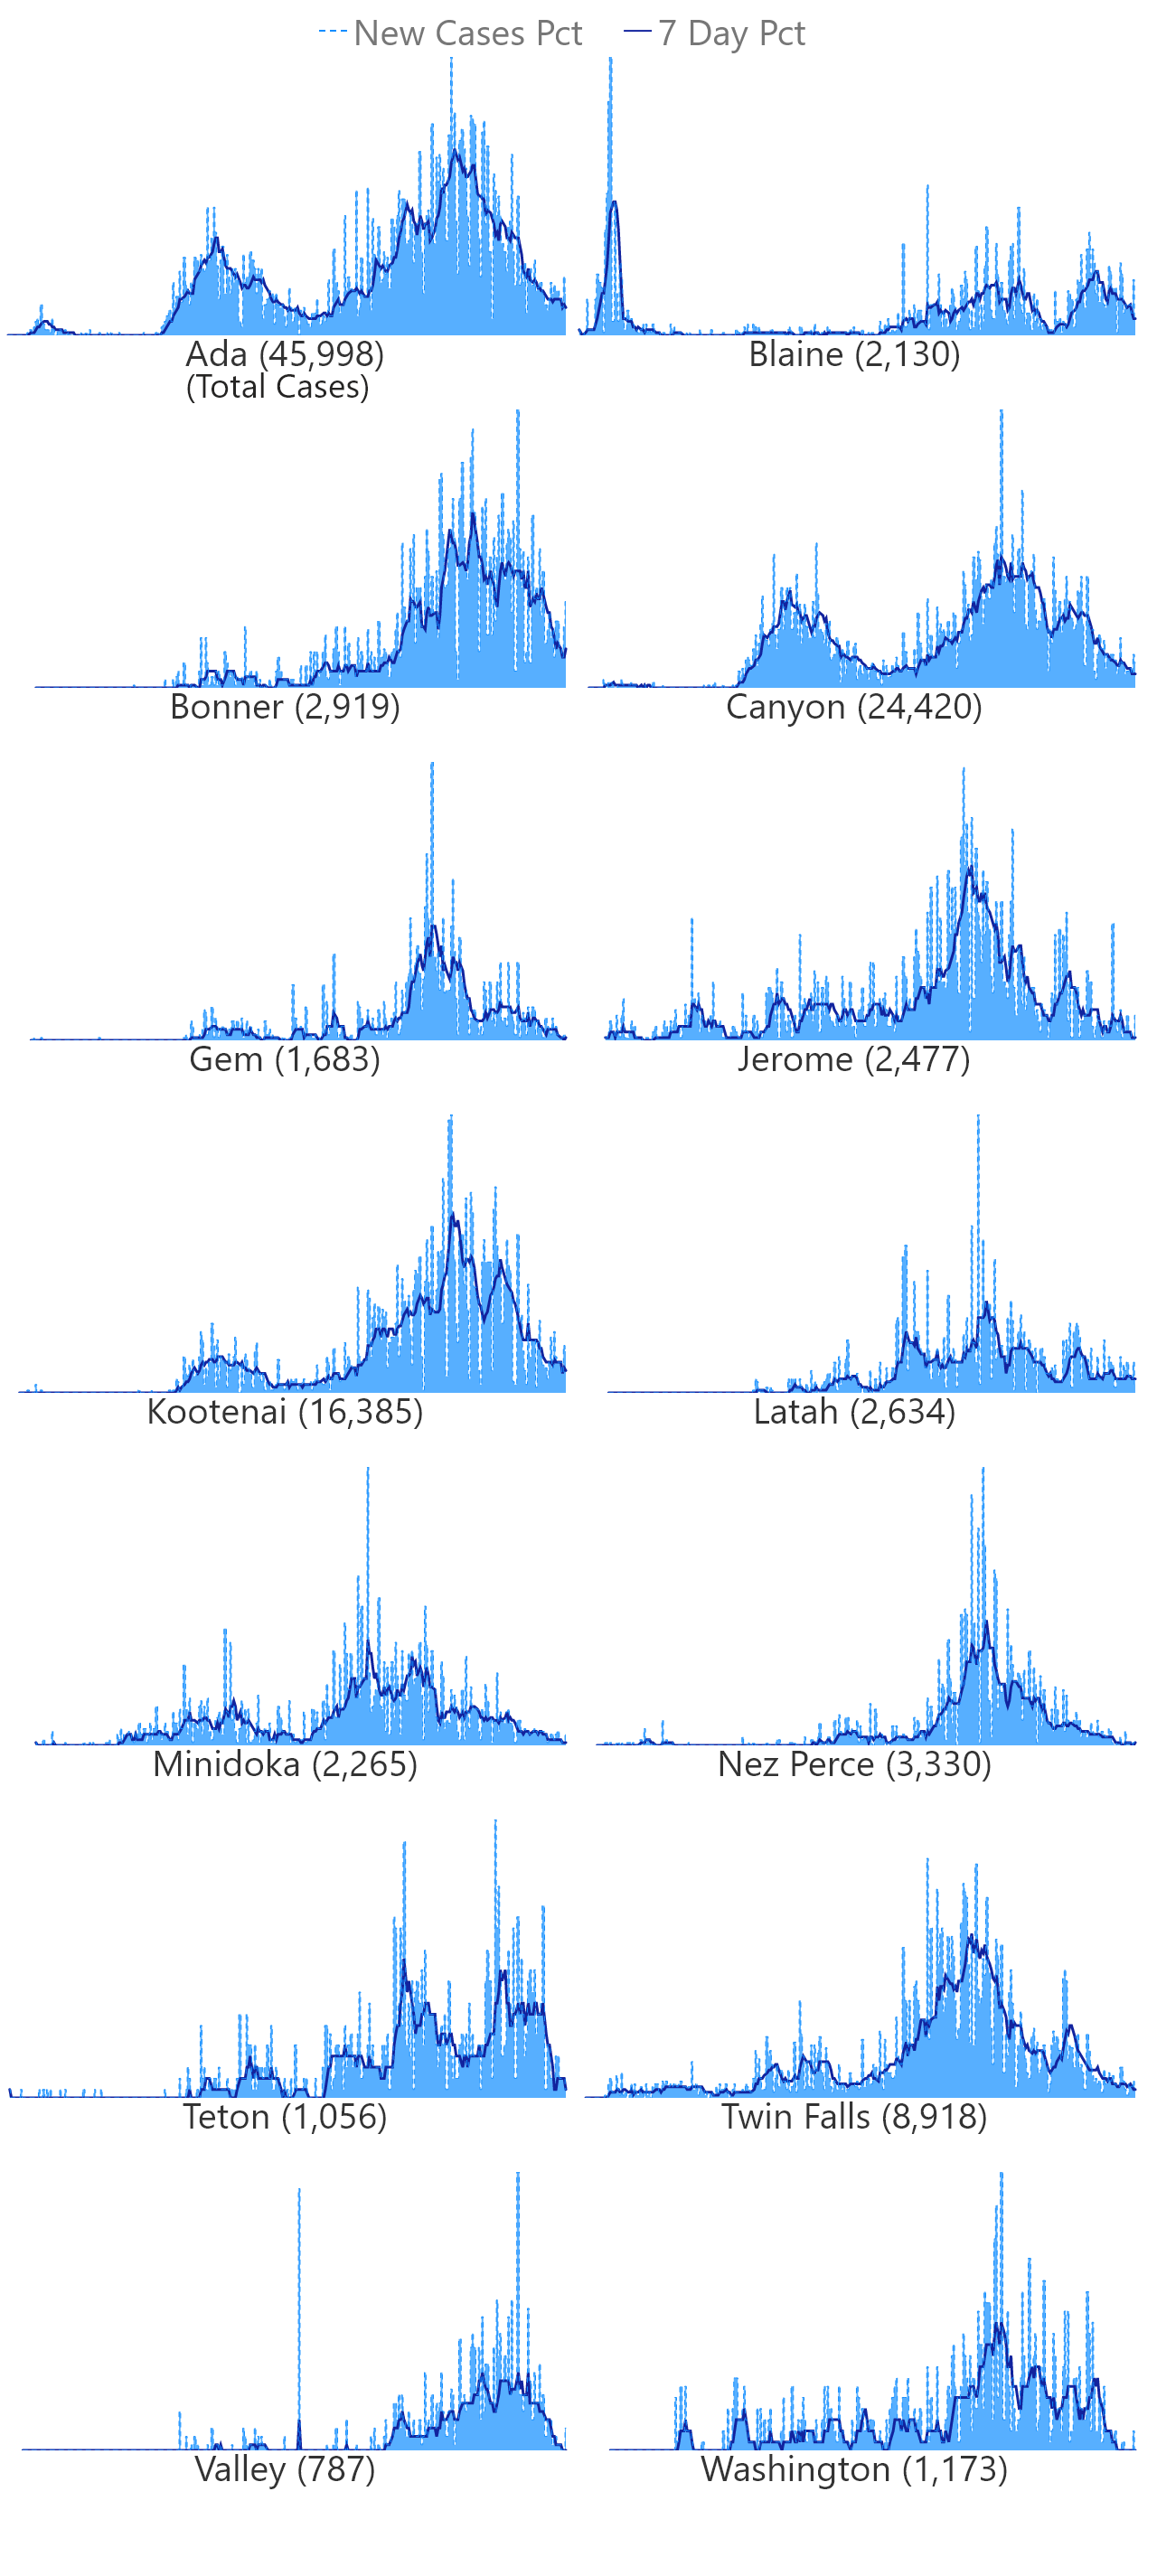 New Cases Pct 7 Day Pct
Ada (45,998)
(Total Cases)
Blaine (2,130)
Bonner (2,919)
Canyon (24,420)
Gem (1,683)
Jerome (2,477)
Kootenai (16,385)
Latah (2,634)
Minidoka (2,265)
Nez Perce (3,330)
Teton (1,056)
Twin Falls (8,918)
Valley (787)
Washington (1,173)